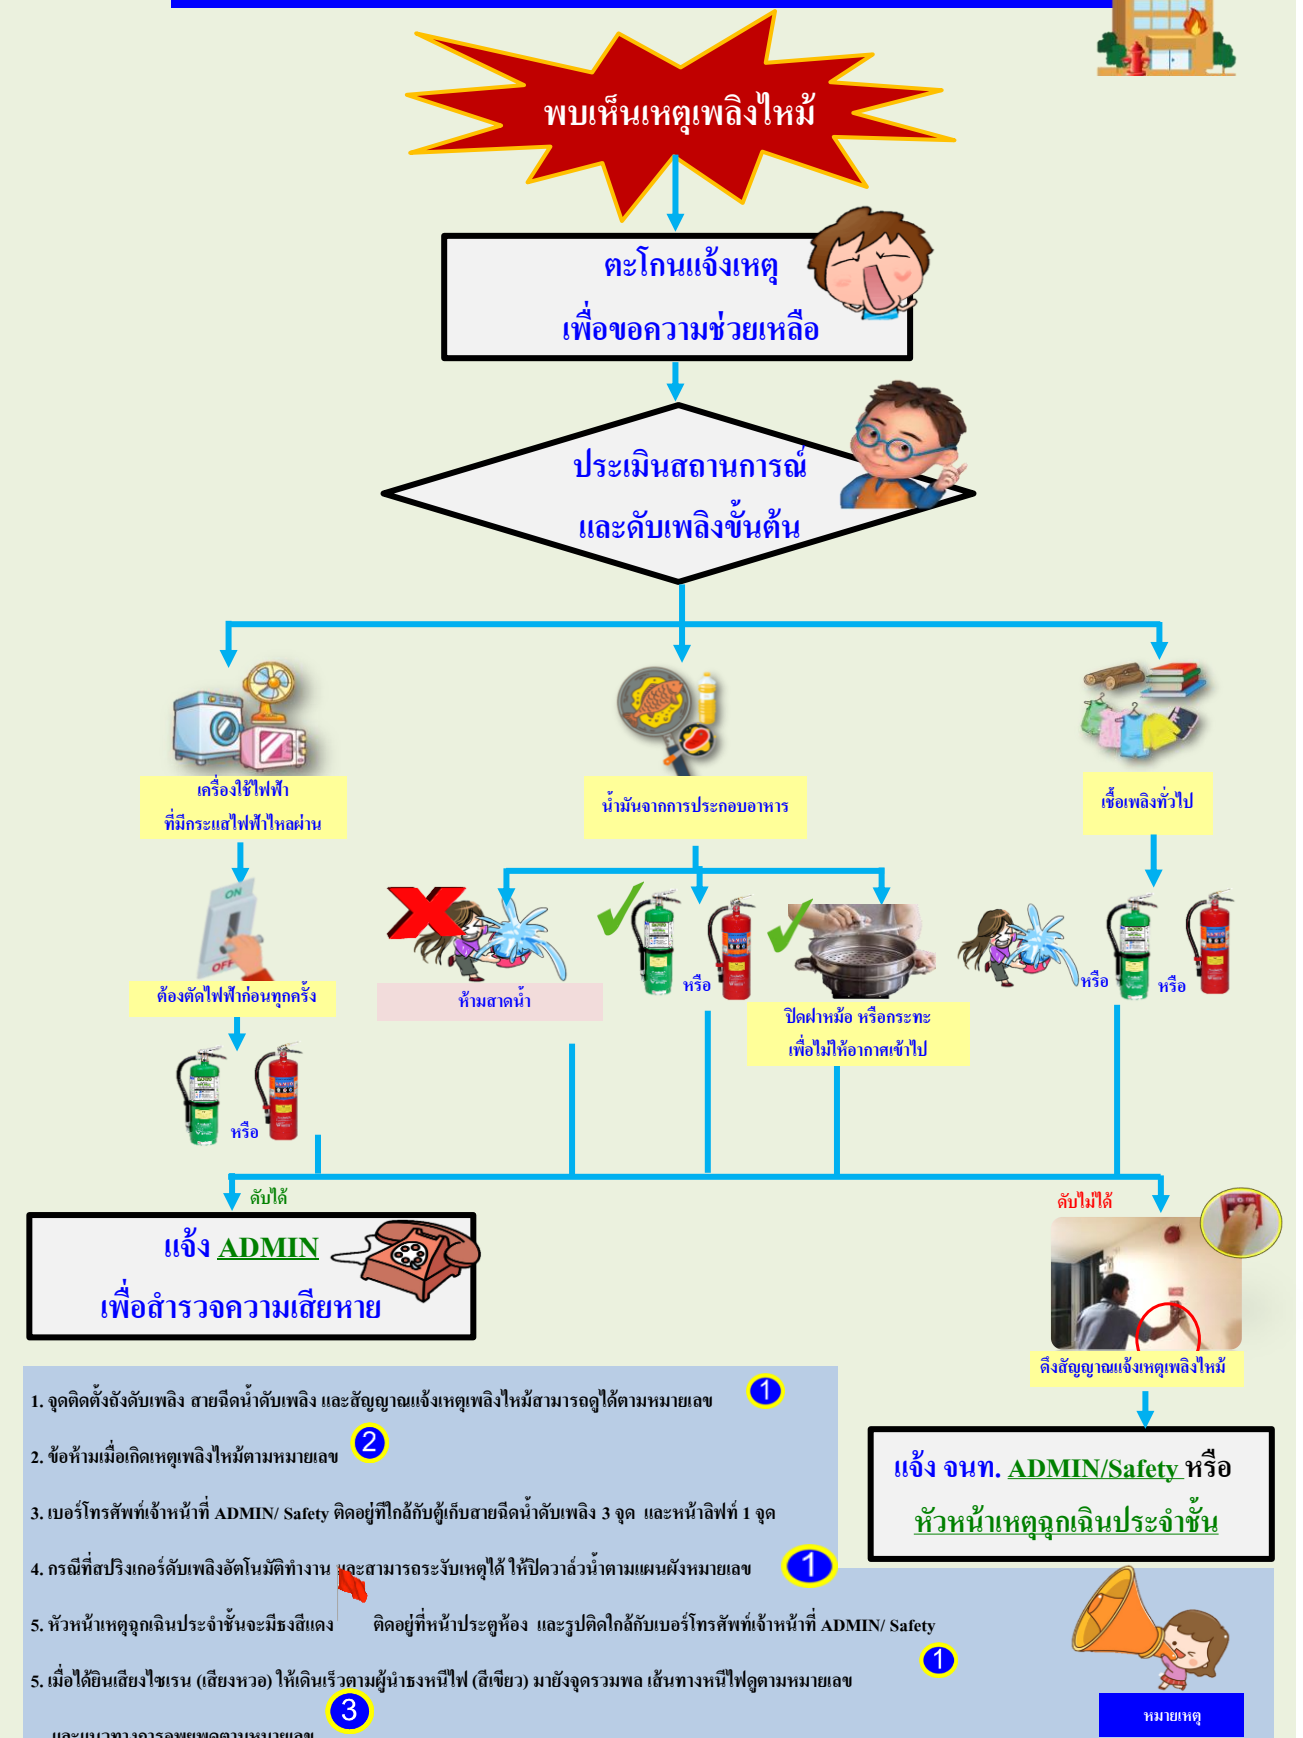 พบเห็นเหตุเพลิงไหม้
ตะโกนแจ้งเหตุ
เพื่อขอความช่วยเหลือ
ประเมินสถานการณ์
และดับเพลิงขั้นต้น
เครื่องใช้ไฟฟ้า
ที่มีกระแสไฟฟ้าไหลผ่าน
น้ำมันจากการประกอบอาหาร
เชื้อเพลิงทั่วไป
ON
OFF
ต้องตัดไฟฟ้าก่อนทุกครั้ง
ห้ามสาดน้ำ
หรือ
ปิดฝาหม้อ หรือกระทะ
เพื่อไม่ให้อากาศเข้าไป
หรือ
หรือ
หรือ
ดับได้
ดับไม่ได้
แจ้ง ADMIN
เพื่อสำรวจความเสียหาย
ดึงสัญญาณแจ้งเหตุเพลิงไหม้
แจ้ง จนท. ADMIN/Safety หรือ
หัวหน้าเหตุฉุกเฉินประจำชั้น
1. จุดติดตั้งถังดับเพลิง สายฉีดน้ำดับเพลิง และสัญญาณแจ้งเหตุเพลิงไหม้สามารถดูได้ตามหมายเลข 1
2. ข้อห้ามเมื่อเกิดเหตุเพลิงไหม้ตามหมายเลข 2
3. เบอร์โทรศัพท์เจ้าหน้าที่ ADMIN/ Safety ติดอยู่ที่ใกล้กับตู้เก็บสายฉีดน้ำดับเพลิง 3 จุด และหน้าลิฟท์ 1 จุด
4. กรณีที่สปริงเกอร์ดับเพลิงอัตโนมัติทำงาน และสามารถระงับเหตุได้ ให้ปิดวาล์วน้ำตามแผนผังหมายเลข 1
5. หัวหน้าเหตุฉุกเฉินประจำชั้นจะมีธงสีแดง ติดอยู่ที่หน้าประตูห้อง และรูปติดใกล้กับเบอร์โทรศัพท์เจ้าหน้าที่ ADMIN/ Safety
5. เมื่อได้ยินเสียงไซเรน (เสียงหวอ) ให้เดินเร็วตามผู้นำธงหนีไฟ (สีเขียว) มายังจุดรวมพล เส้นทางหนีไฟดูตามหมายเลข 1
และแนวทางการอพยพตามหมายเลข 3
หมายเหตุ